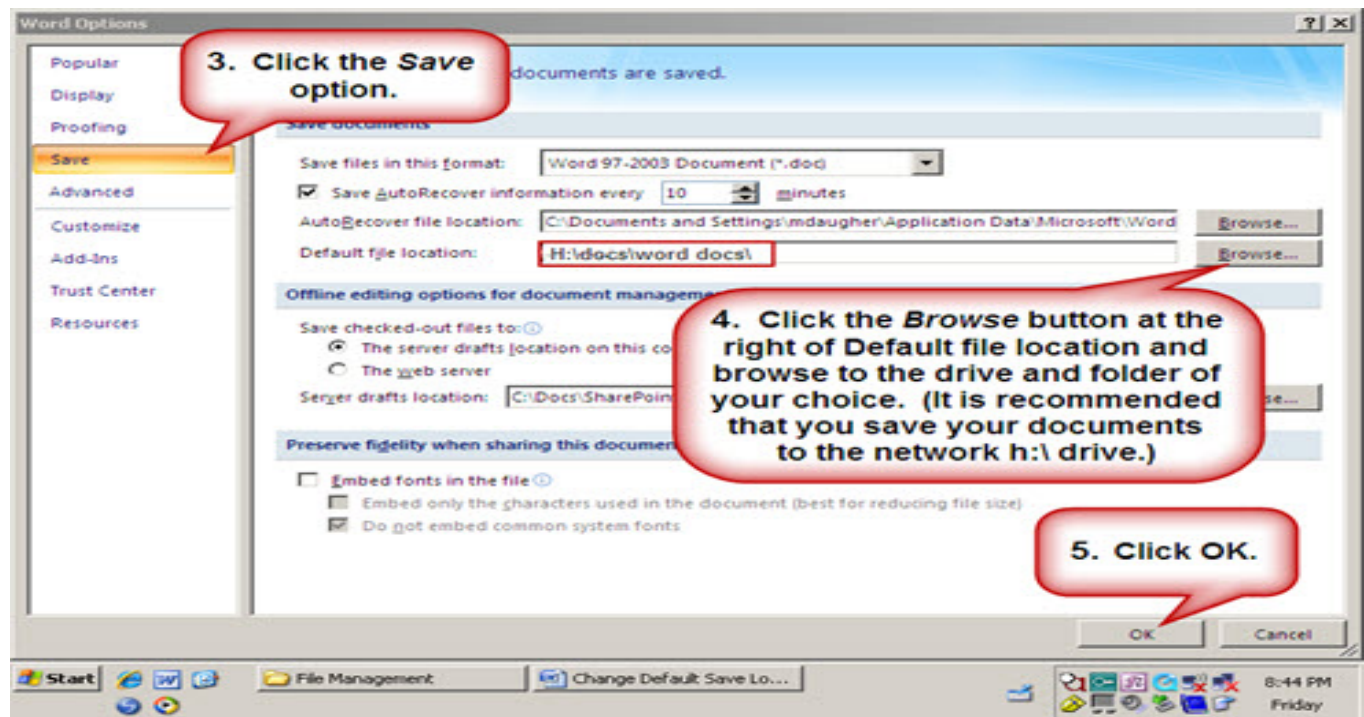 Word Options
Popular
Display
Proofing
Save
Advanced
Customize
Add-Ins
Trust Center
Resources
3. Click the Save
option.
documents are saved.
Save documents
Save files in this format: Word 97-2003 Document (*.doc)
Save AutoRecover information every 10 minutes
AutoRecover file location: C:\Documents and Settings\mdaugher\Application Data\Microsoft\Word Browse...
Default file location: H:\docs\word docs\ Browse...
Offline editing options for document
Save checked-out files to:
The server drafts location on this
The web server
Server drafts location: C:\Docs\SharePoin
4. Click the Browse button at the
right of Default file location and
browse to the drive and folder of
your choice. (It is recommended
that you save your documents
to the network h:\ drive.)
Preserve fidelity when sharing this documen
Embed fonts in the file
Embed only the characters used in the document (best for reducing file size)
Do not embed common system fonts
5. Click OK.
OK Cancel
Start File Management Change Default Save Lo... 8:44 PM
Friday